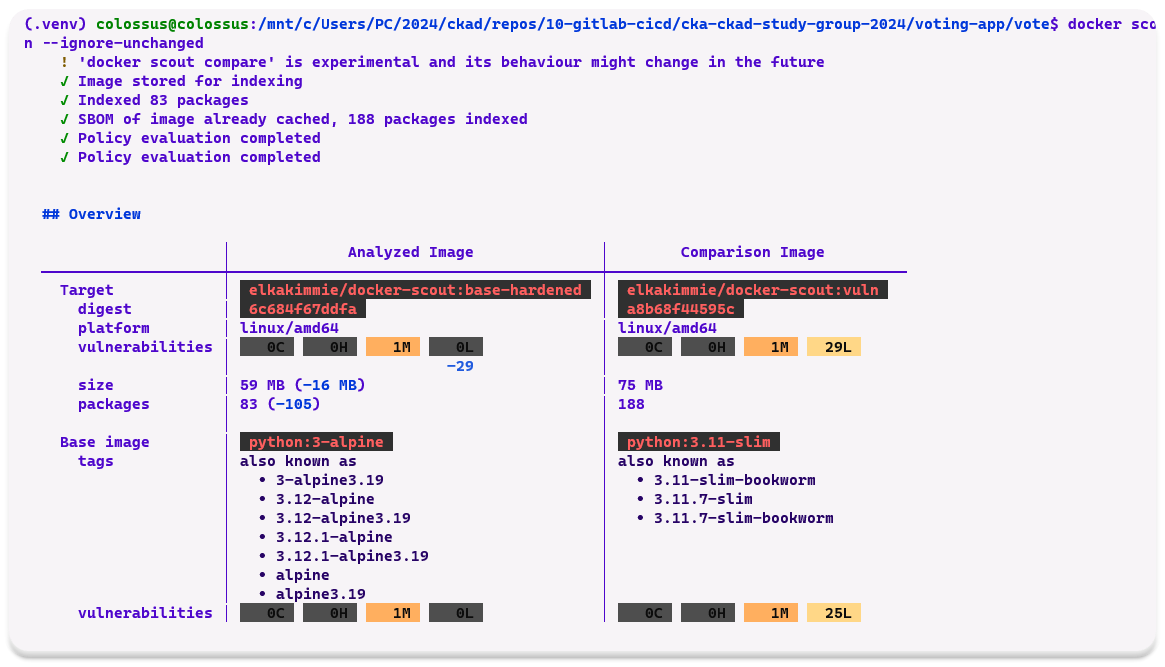 (.venv) colossus@colossus:/mnt/c/Users/PC/2024/ckad/repos/10-gitlab-cicd/cka-ckad-study-group-2024/voting-app/vote$ docker sco
n --ignore-unchanged
! 'docker scout compare' is experimental and its behaviour might change in the future
✓ Image stored for indexing
✓ Indexed 83 packages
✓ SBOM of image already cached, 188 packages indexed
✓ Policy evaluation completed
✓ Policy evaluation completed
## Overview
Analyzed Image Comparison Image
Target elkakimmie/docker-scout:base-hardened elkakimmie/docker-scout:vuln
digest 6c684f67ddfa a8b68f44595c
platform linux/amd64 linux/amd64
vulnerabilities 0C 0H 1M 0L 0C 0H 1M 29L
-29
size 59 MB (-16 MB) 75 MB
packages 83 (-105) 188
Base image python:3-alpine python:3.11-slim
tags also known as also known as
• 3-alpine3.19 • 3.11-slim-bookworm
• 3.12-alpine • 3.11.7-slim
• 3.12-alpine3.19 • 3.11.7-slim-bookworm
• 3.12.1-alpine
• 3.12.1-alpine3.19
• alpine
• alpine3.19
vulnerabilities 0C 0H 1M 0L 0C 0H 1M 25L